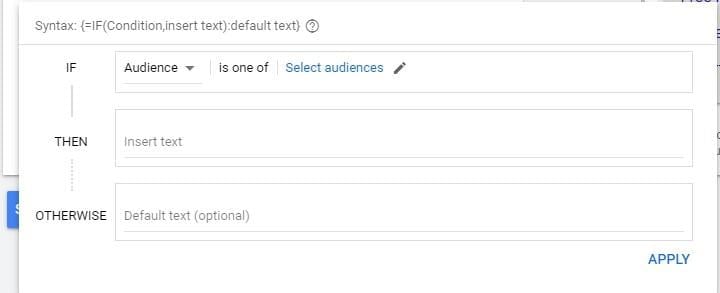 Syntax: {=IF(Condition,insert text):default text}
IF Audience is one of Select audiences
THEN Insert text
OTHERWISE Default text (optional)
APPLY